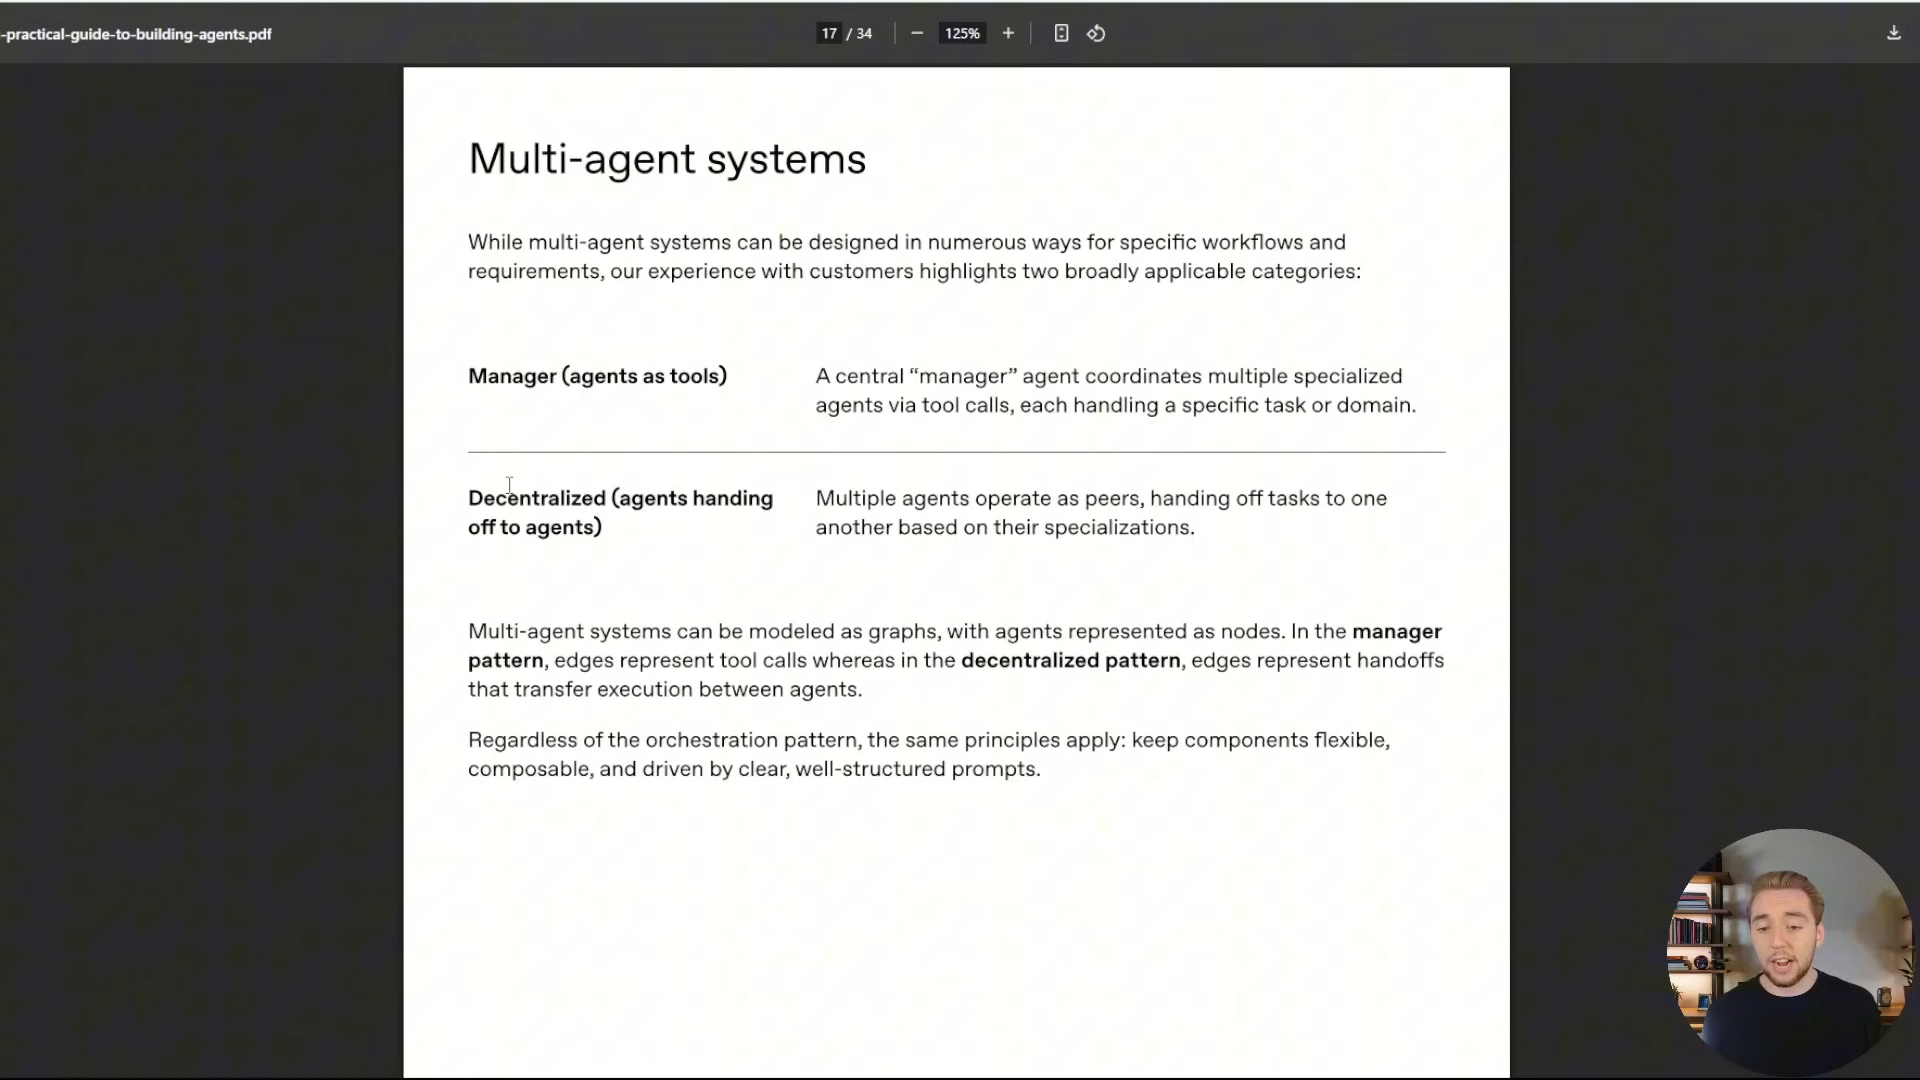 -practical-guide-to-building-agents.pdf
17 / 34
125%
Multi-agent systems
While multi-agent systems can be designed in numerous ways for specific workflows and
requirements, our experience with customers highlights two broadly applicable categories:
Manager (agents as tools)
A central “manager” agent coordinates multiple specialized
agents via tool calls, each handling a specific task or domain.
Decentralized (agents handing
off to agents)
Multiple agents operate as peers, handing off tasks to one
another based on their specializations.
Multi-agent systems can be modeled as graphs, with agents represented as nodes. In the manager
pattern, edges represent tool calls whereas in the decentralized pattern, edges represent handoffs
that transfer execution between agents.
Regardless of the orchestration pattern, the same principles apply: keep components flexible,
composable, and driven by clear, well-structured prompts.